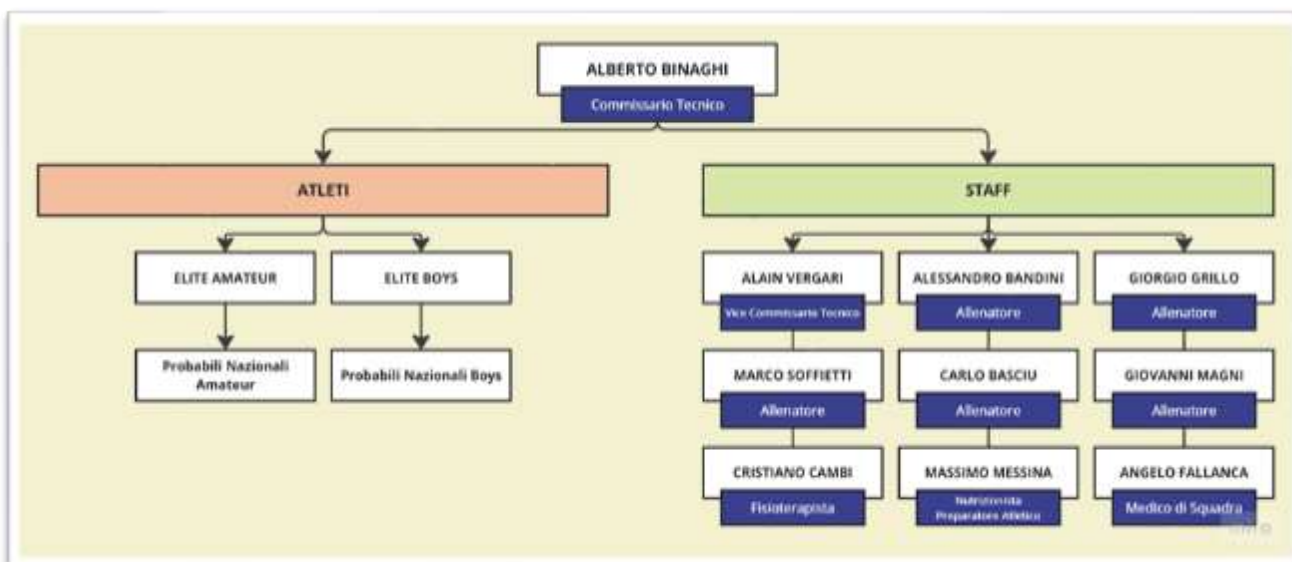 ALBERTO BINAGHI
Commissario Tecnico
ATLETI
STAFF
ELITE AMATEUR
ELITE BOYS
ALAIN VERGARI
ALESSANDRO BANDINI
GIORGIO GRILLO
Vice Commissario Tecnico
Allenatore
Allenatore
Probabili Nazionali
Amateur
Probabili Nazionali Boys
MARCO SOFFIETTI
CARLO BASCIU
GIOVANNI MAGNI
Allenatore
Allenatore
Allenatore
CRISTIANO CAMBI
MASSIMO MESSINA
ANGELO FALLANCA
Fisioterapista
Nutrizionista
Preparatore Atletico
Medico di Squadra